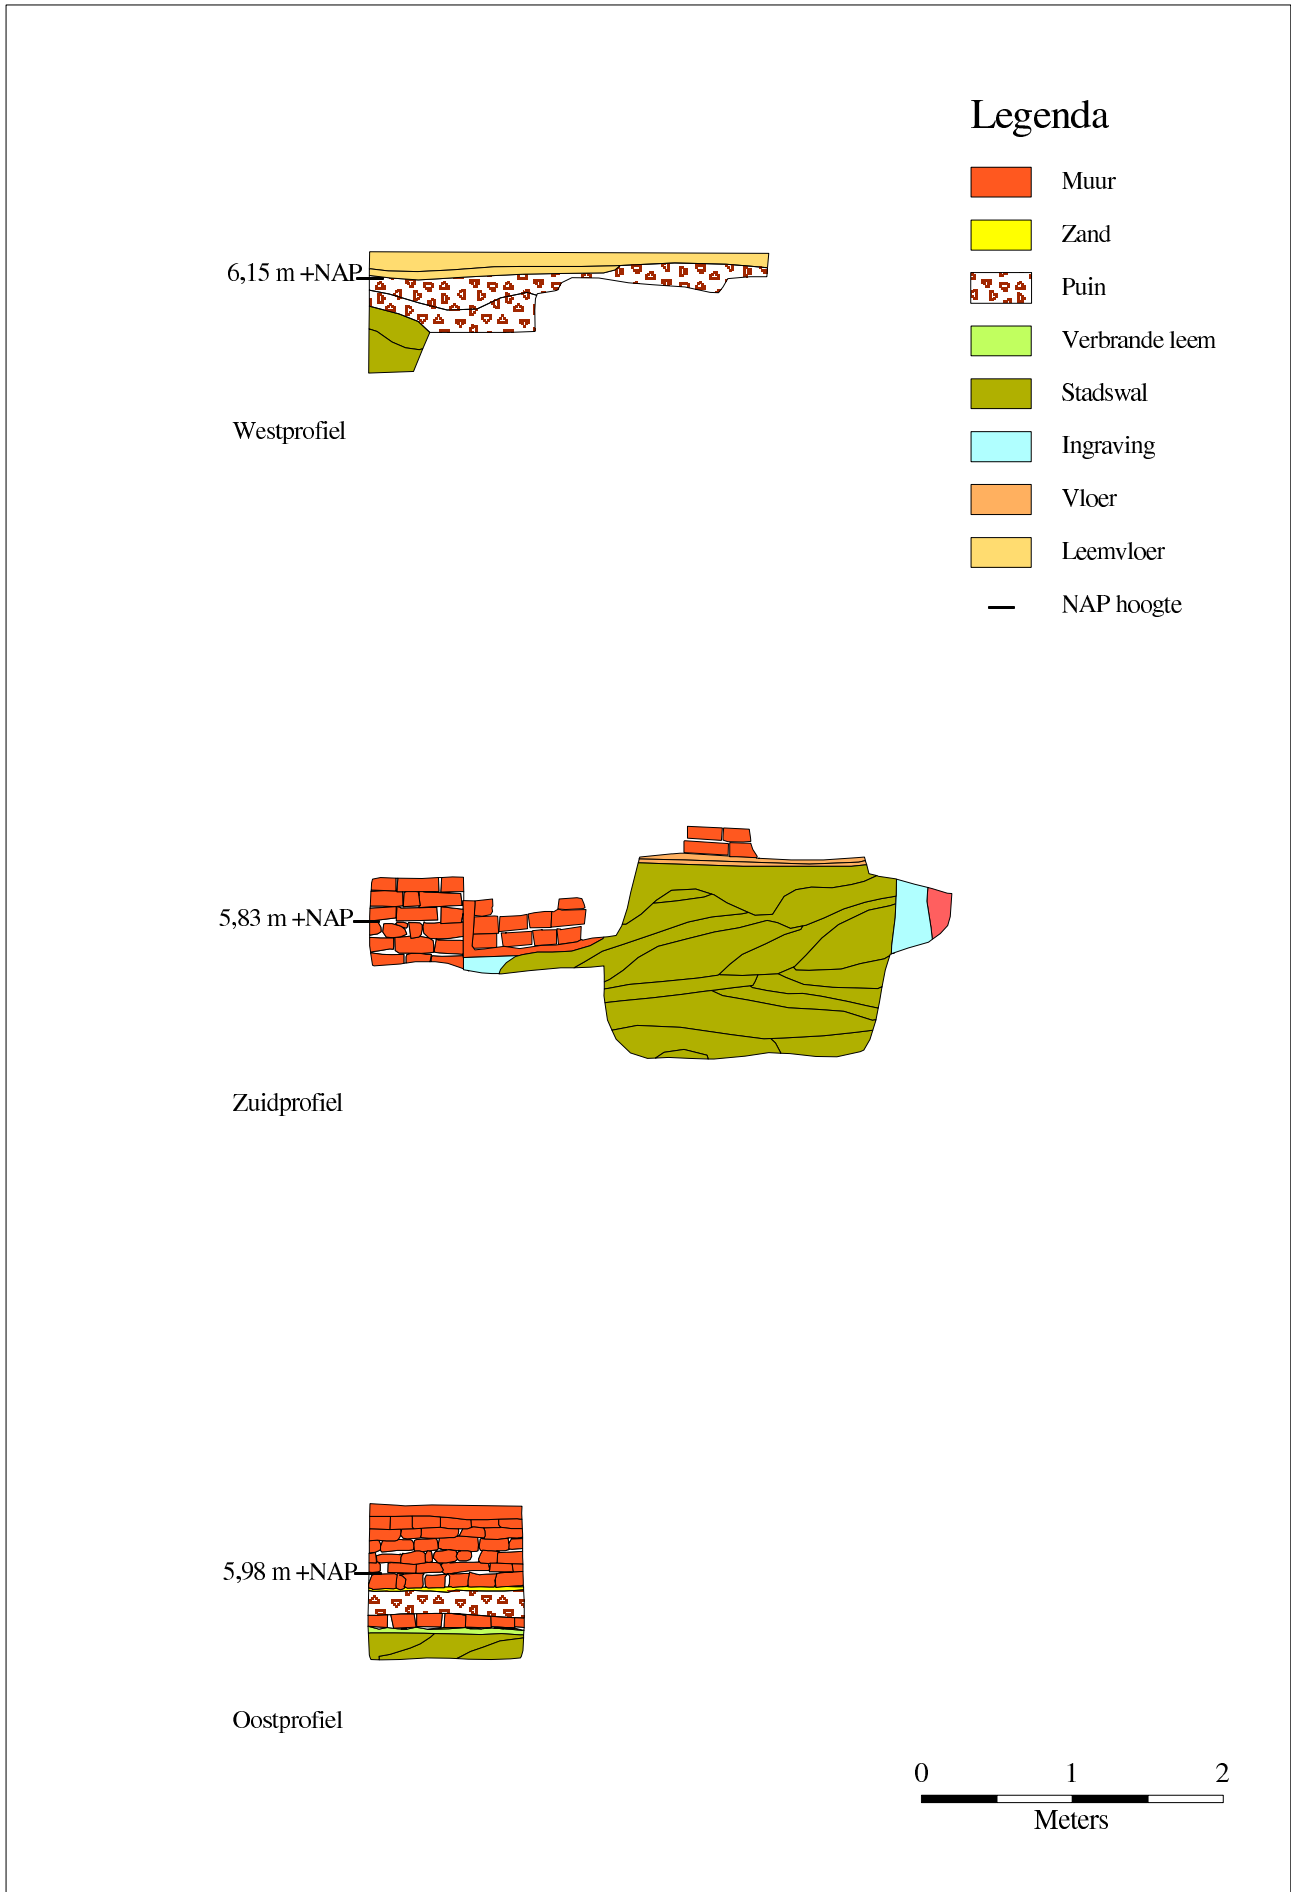 Legenda
Muur
Zand
Puin
Verbrande leem
Stadswal
Ingraving
Vloer
Leemvloer
NAP hoogte
6,15 m +NAP
Westprofiel
5,83 m +NAP
Zuidprofiel
5,98 m +NAP
Oostprofiel
0 1 2
Meters